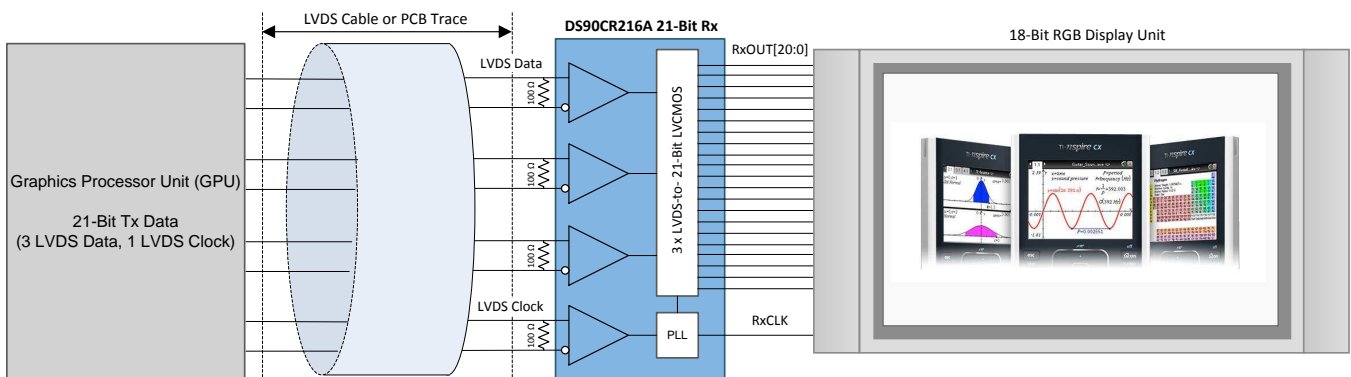 LVDS Cable or PCB Trace
DS90CR216A 21-Bit Rx
18-Bit RGB Display Unit
RxOUT[20:0]
LVDS Data
100 Ω
100 Ω
100 Ω
LVDS Clock
100 Ω
3 x LVDS-to- 21-Bit LVCMOS
PLL
RxCLK
Graphics Processor Unit (GPU)
21-Bit Tx Data
(3 LVDS Data, 1 LVDS Clock)
TI-nspire cx
TI-nspire cx
TI-nspire cx